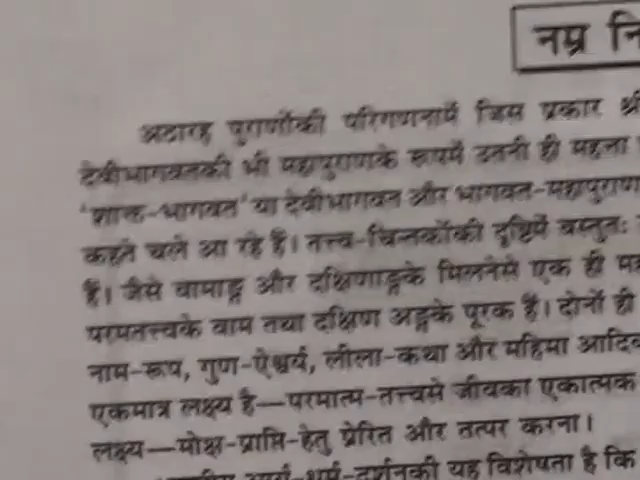 नम्र नि
अठारह पुराणोंकी परिगणनामें जिस प्रकार श्री
देवीभागवतकी भी महापुराणके रूपमें उतनी ही महत्ता
'शाक्त-भागवत' या देवीभागवत और भागवत-महापुराण
कहते चले आ रहे हैं। तत्त्व-चिन्तकोंकी दृष्टिमें वस्तुतः
हैं। जैसे वामाङ्ग और दक्षिणाङ्गके मिलनेसे एक ही
परमतत्त्वके वाम तथा दक्षिण अङ्गके पूरक हैं। दोनों ही
नाम-रूप, गुण-ऐश्वर्य, लीला-कथा और महिमा आदिक
एकमात्र लक्ष्य है—परमात्म-तत्त्वसे जीवका एकात्मक
लक्ष्य—मोक्ष-प्राप्ति-हेतु प्रेरित और तत्पर करना।
आर्ष-धर्म-दर्शनकी यह विशेषता है कि